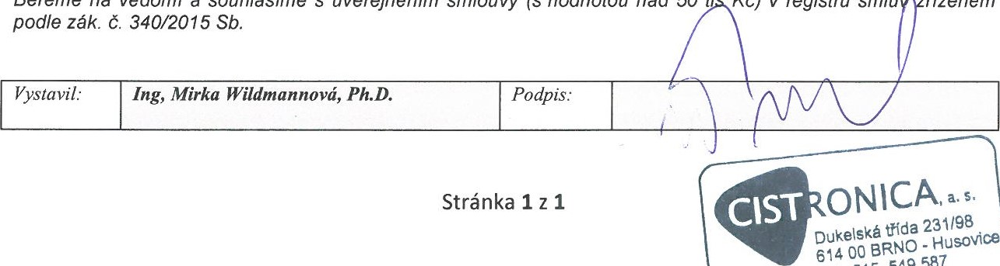 Bereme na vědomí a souhlasíme s uveřejněním smlouvy (s hodnotou nad 50 tis Kč) v registru smluv zřízeném
podle zák. č. 340/2015 Sb.
Vystavil: Ing, Mirka Wildmannová, Ph.D. Podpis:
Stránka 1 z 1
CISTRONICA, a. s.
Dukelská třída 231/98
614 00 BRNO - Husovice
549 587